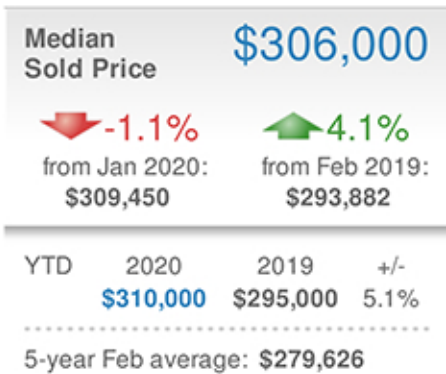 Median
Sold Price
$306,000
-1.1%
from Jan 2020:
$309,450
4.1%
from Feb 2019:
$293,882
YTD 2020 2019 +/-
$310,000 $295,000 5.1%
5-year Feb average: $279,626